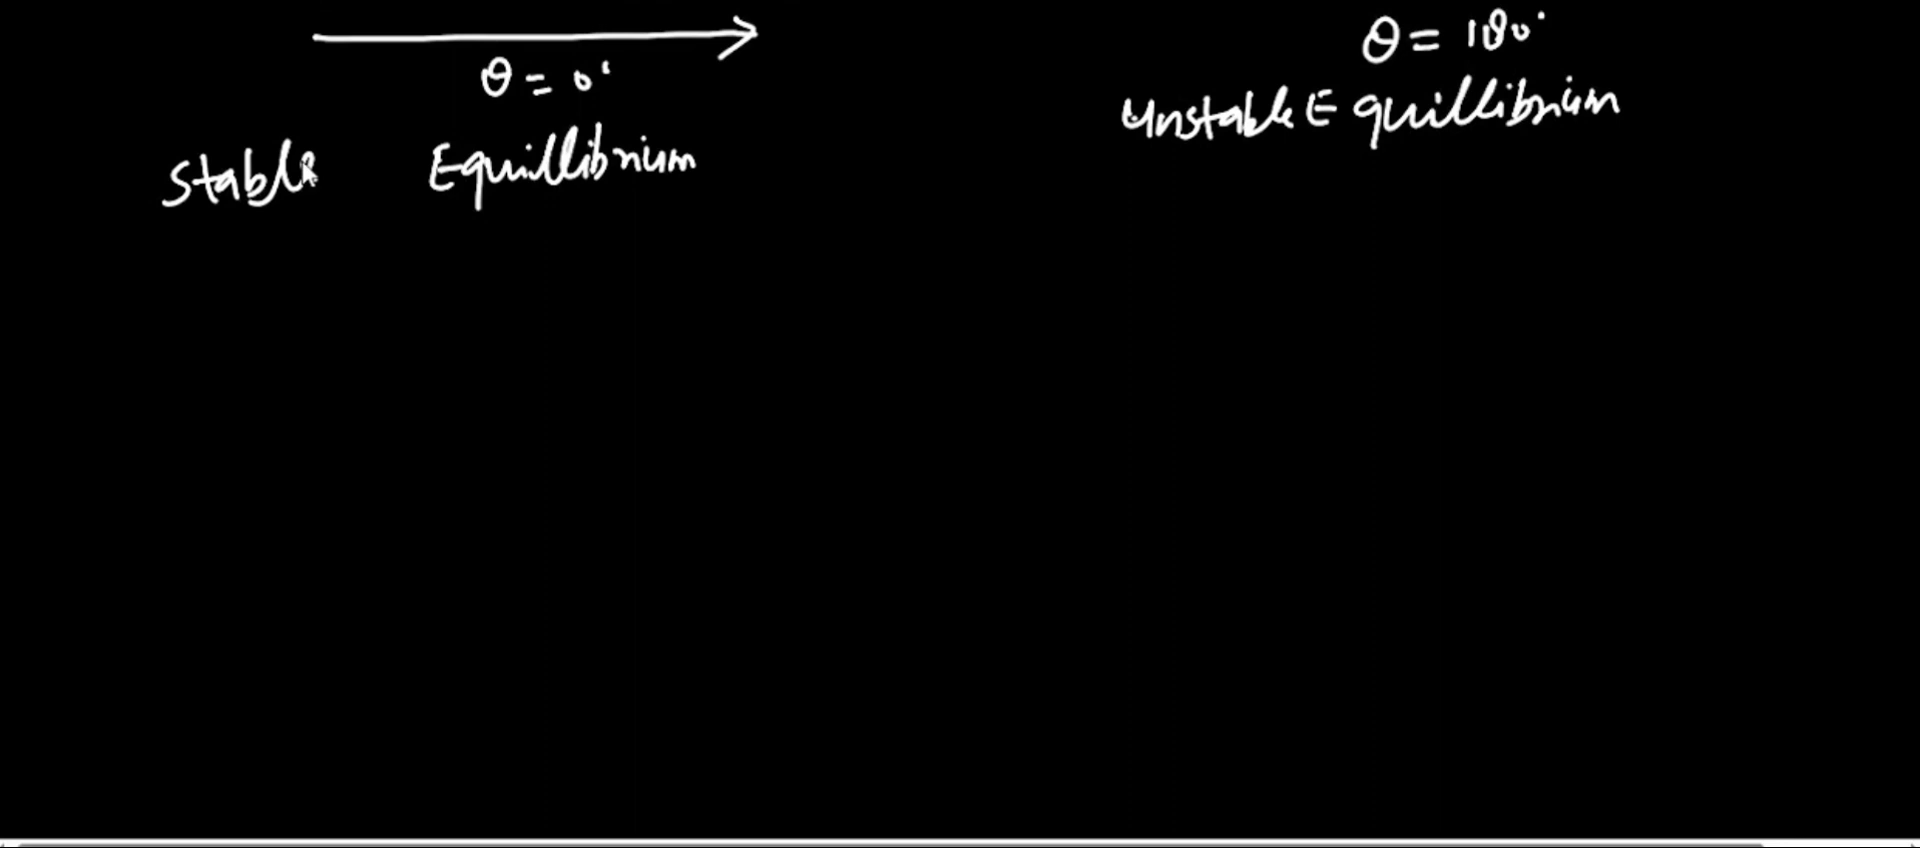 θ = 0°
Stable Equillibrium
θ = 180°
Unstable Equillibrium